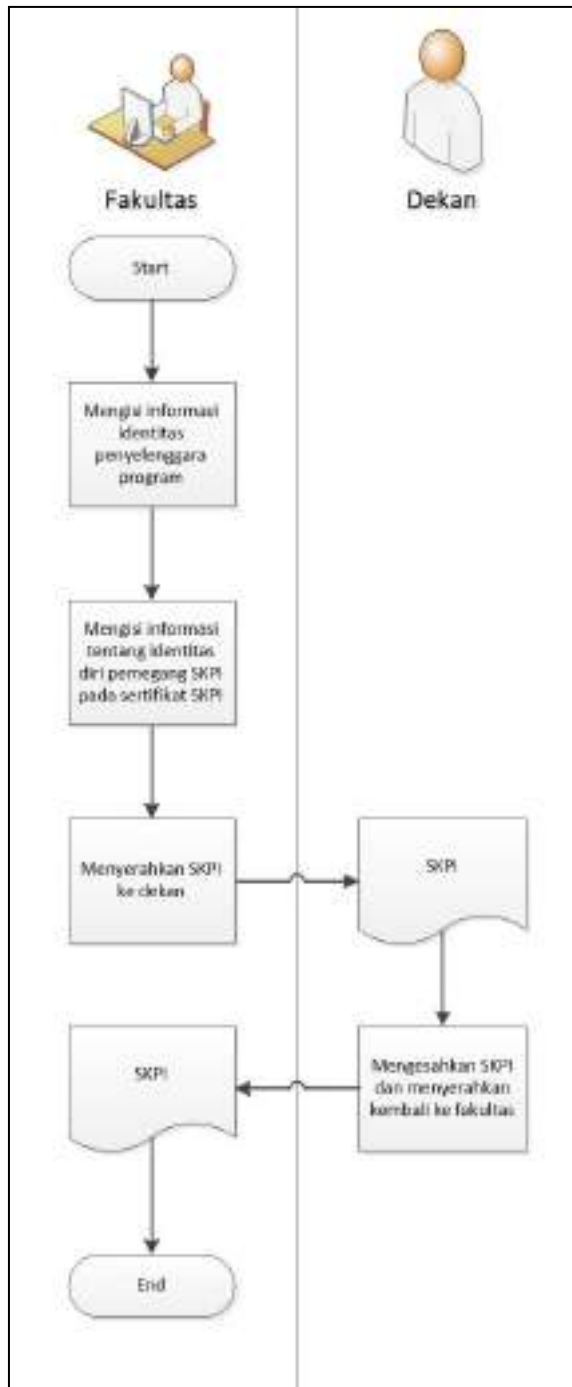 Fakultas
Dekan
Start
Mengisi informasi
identitas
penyelenggara
program
Mengisi informasi
tentang identitas
diri pemegang SKPI
pada sertifikat SKPI
Menyerahkan SKPI
ke dekan
SKPI
Mengesahkan SKPI
dan menyerahkan
kembali ke fakultas
SKPI
End